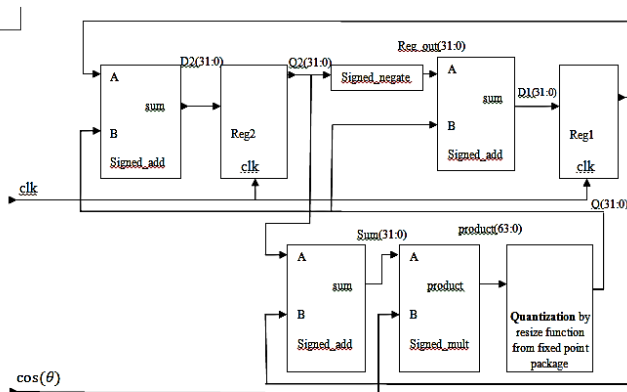 Reg_out(31:0)
D2(31:0)
Q2(31:0)
A
sum
B
Signed_add
Reg2
clk
Signed_negate
A
sum
B
Signed_add
D1(31:0)
Reg1
clk
clk
Q(31:0)
Sum(31:0)
product(63:0)
A
sum
B
Signed_add
A
product
B
Signed_mult
Quantization by
resize function
from fixed point
package
cos(θ)